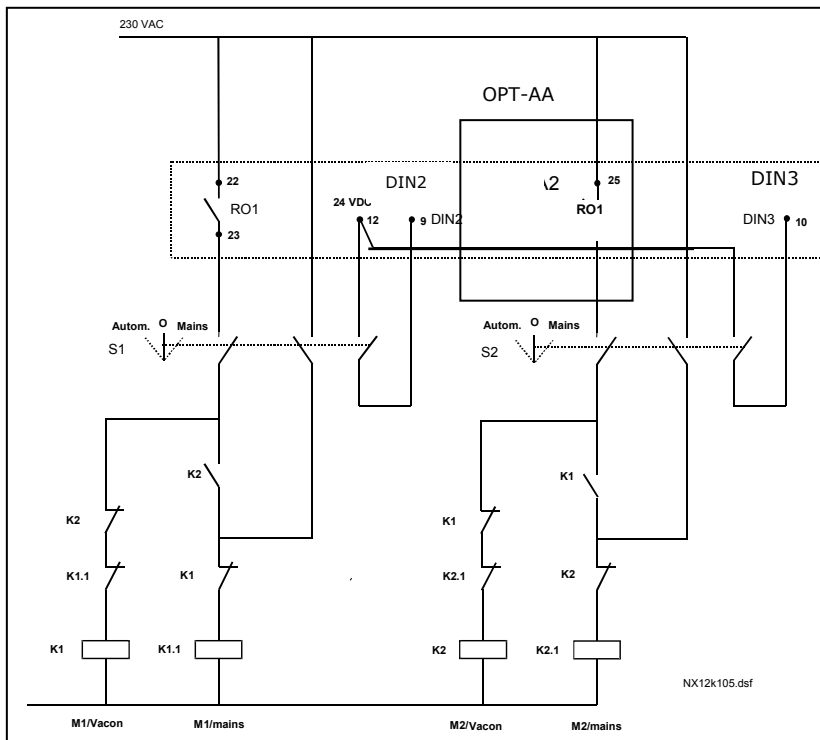 230 VAC
OPT-AA
22
RO1
23
24 VDC
12
DIN2
9 DIN2
A2
25
RO1
DIN3
DIN3
10
Autom. O Mains
S1
Autom. O Mains
S2
K2
K1
K2
K1
K1.1
K1
K2.1
K2
K1
K1.1
K2
K2.1
NX12k105.dsf
M1/Vacon
M1/mains
M2/Vacon
M2/mains